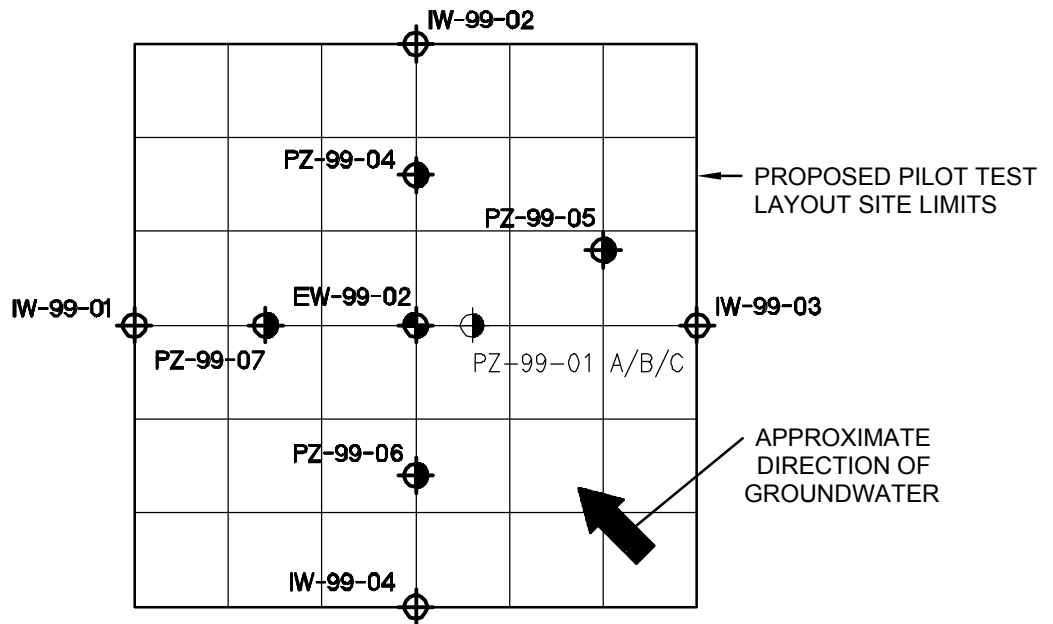 IW-99-02
PZ-99-04
PROPOSED PILOT TEST
LAYOUT SITE LIMITS
PZ-99-05
IW-99-01
EW-99-02
IW-99-03
PZ-99-07
PZ-99-01 A/B/C
PZ-99-06
APPROXIMATE
DIRECTION OF
GROUNDWATER
IW-99-04